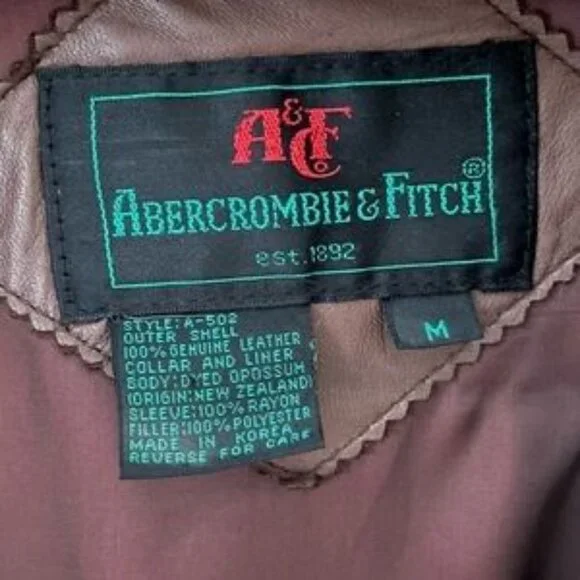 A&F Co
ABERCROMBIE & FITCH ®
est. 1892
M
STYLE: A-502
OUTER SHELL
100% GENUINE LEATHER
COLLAR AND LINER
BODY: DYED OPOSSUM
(ORIGIN: NEW ZEALAND)
SLEEVE: 100% RAYON
FILLER: 100% POLYESTER
MADE IN KOREA
REVERSE FOR CARE